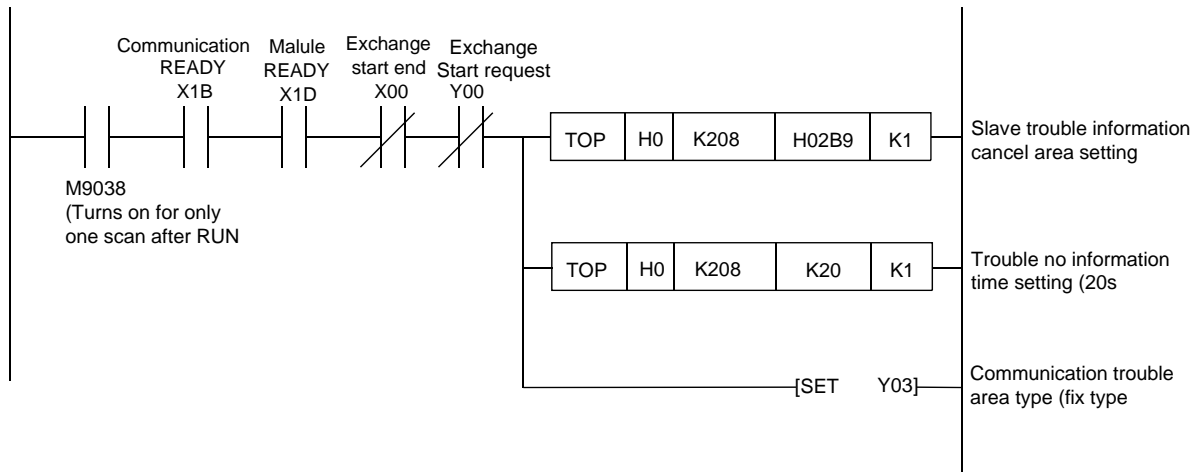 Communication
READY
X1B
Malule
READY
X1D
Exchange
start end
X00
Exchange
Start request
Y00
M9038
(Turns on for only
one scan after RUN
TOP H0 K208 H02B9 K1
Slave trouble information
cancel area setting
TOP H0 K208 K20 K1
Trouble no information
time setting (20s
[SET Y03]
Communication trouble
area type (fix type